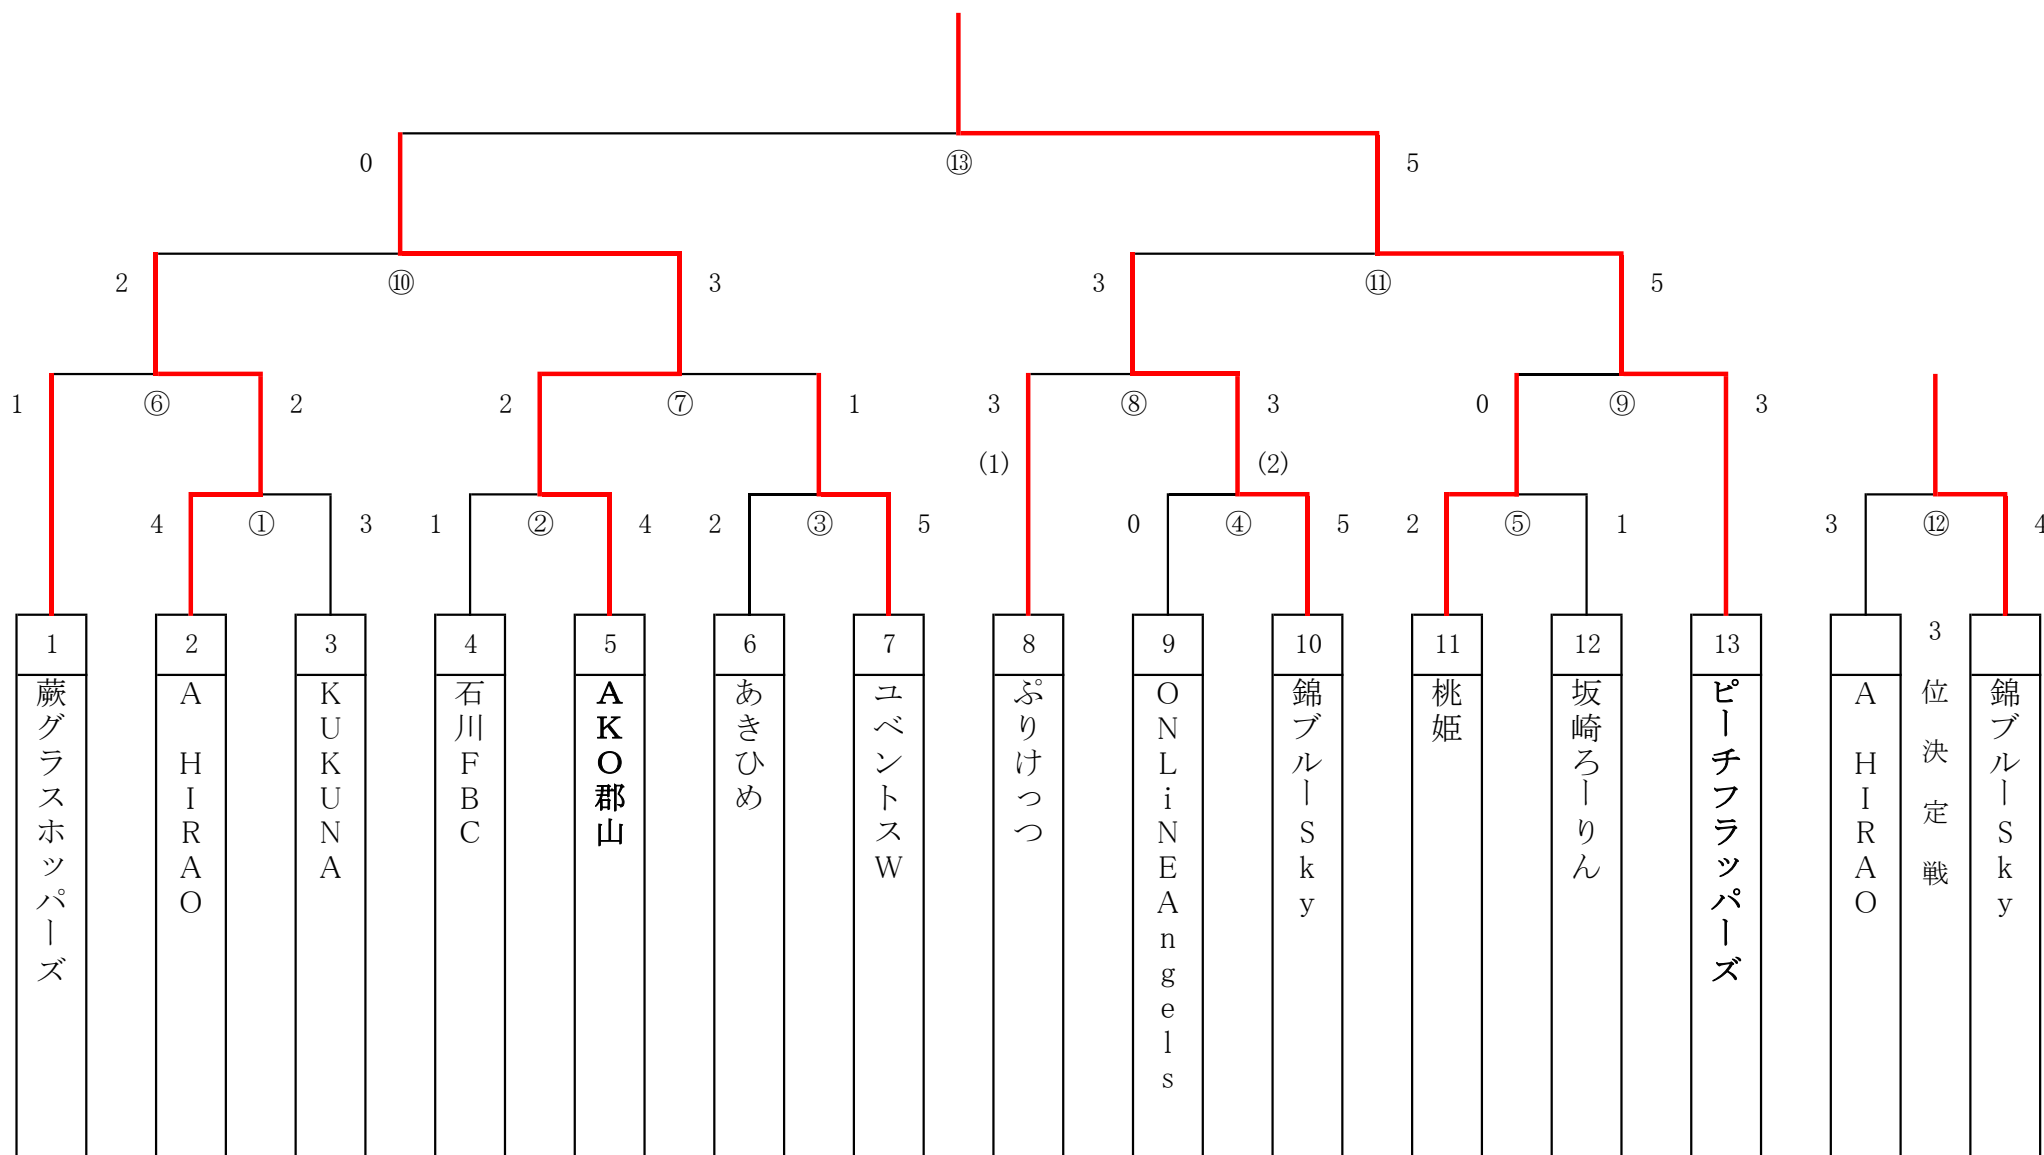 0 ⑬ 5
2 ⑩ 3 3 ⑪ 5
1 ⑥ 2 2 ⑦ 1 3 ⑧ 3 0 ⑨ 3
(1) (2)
4 ① 3 1 ② 4 2 ③ 5 0 ④ 5 2 ⑤ 1 3 ⑫ 4
1 2 3 4 5 6 7 8 9 10 11 12 13
蕨グラスホッパーズ
A HIRAO
KUKUNA
石川FBC
AKO郡山
あきひめ
ユベントスW
ぷりけっつ
ONLiNEAngels
錦ブルーSky
桃姫
坂崎ろーりん
ピーチフラッパーズ
A HIRAO
3位決定戦
錦ブルーSky